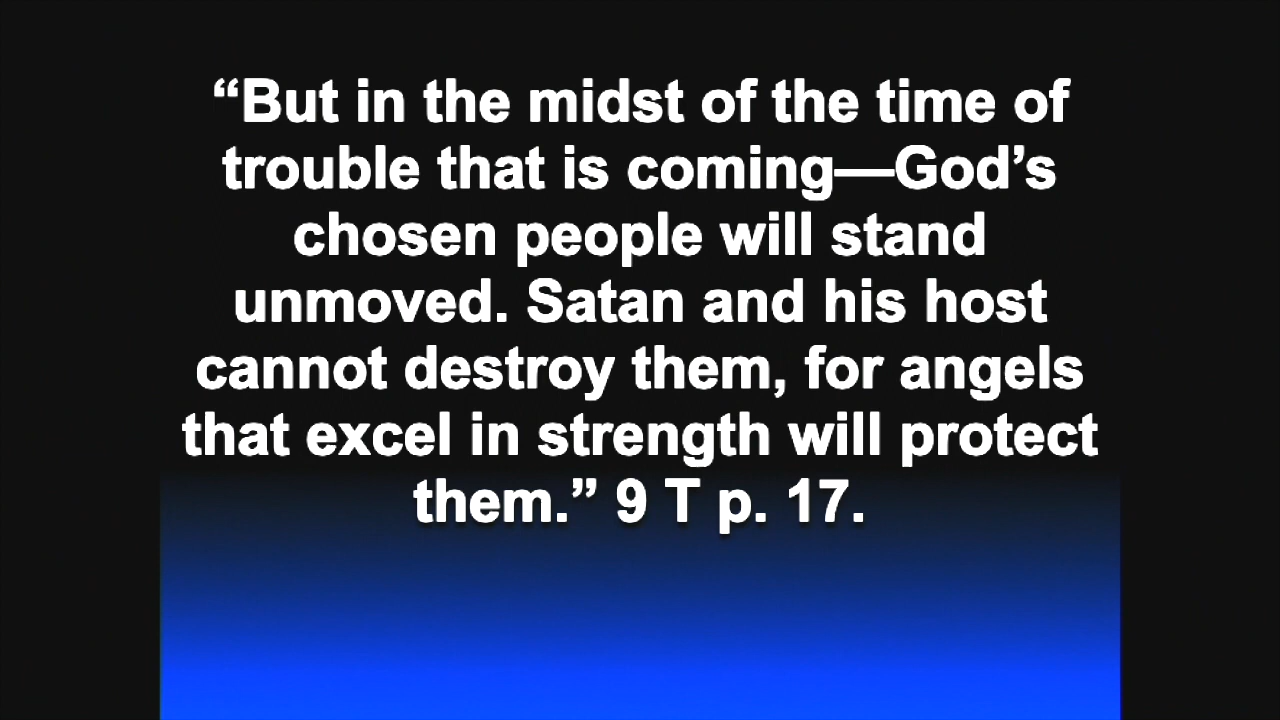 “But in the midst of the time of
trouble that is coming—God’s
chosen people will stand
unmoved. Satan and his host
cannot destroy them, for angels
that excel in strength will protect
them.” 9 T p. 17.